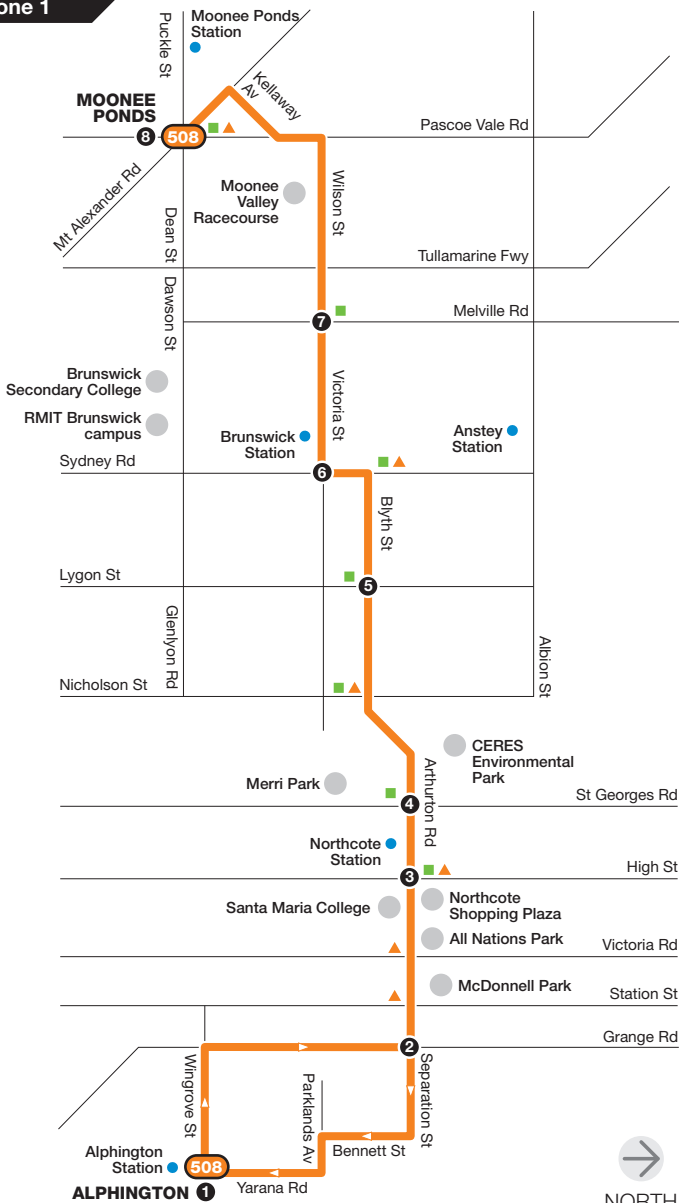 one 1
Puckle St
Moonee Ponds
Station
Kellaway
Av
MOONEE
PONDS
8
508
Pascoe Vale Rd
Mt Alexander Rd
Moonee
Valley
Racecourse
Wilson St
Dean St
Tullamarine Fwy
Dawson St
Melville Rd
7
Brunswick
Secondary College
RMIT Brunswick
campus
Victoria St
Brunswick
Station
Anstey
Station
Sydney Rd
6
Blyth St
Lygon St
5
Glenlyon Rd
Albion St
Nicholson St
CERES
Environmental
Park
Arthurton Rd
Merri Park
St Georges Rd
4
Northcote
Station
High St
3
Santa Maria College
Northcote
Shopping Plaza
All Nations Park
Victoria Rd
McDonnell Park
Station St
Grange Rd
2
Wingrove St
Parklands Av
Separation St
Bennett St
Alphington
Station
508
ALPHINGTON 1
Yarana Rd
NORTH